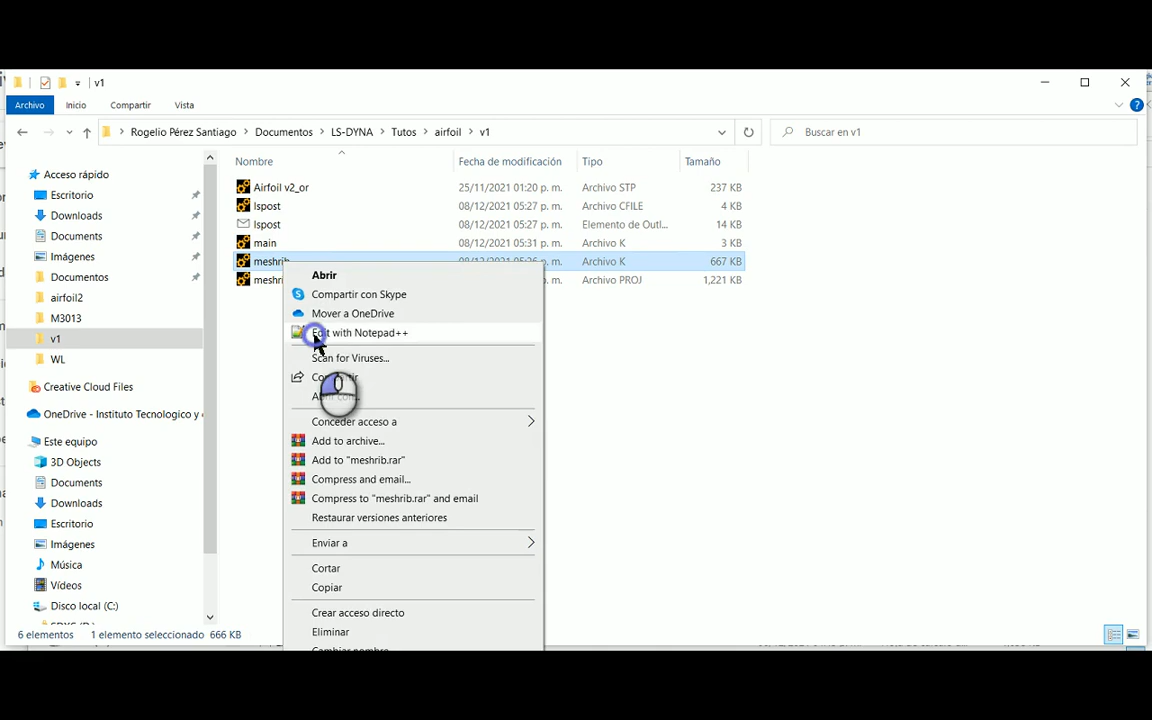 v1
Archivo Inicio Compartir Vista
Rogelio Pérez Santiago > Documentos > LS-DYNA > Tutos > airfoil > v1
Buscar en v1
Nombre Fecha de modificación Tipo Tamaño
Airfoil v2_or 25/11/2021 01:20 p. m. Archivo STP 237 KB
lspost 08/12/2021 05:27 p. m. Archivo CFILE 4 KB
lspost 08/12/2021 05:27 p. m. Elemento de Outl... 14 KB
main 08/12/2021 05:31 p. m. Archivo K 3 KB
meshrib Archivo K 667 KB
Archivo PROJ 1,221 KB
Acceso rápido
Escritorio
Downloads
Documents
Imágenes
Documentos
airfoil2
M3013
v1
WL
Creative Cloud Files
OneDrive - Instituto Tecnologico y
Este equipo
3D Objects
Documents
Downloads
Escritorio
Imágenes
Música
Vídeos
Disco local (C:)
Abrir
Compartir con Skype
Mover a OneDrive
Edit with Notepad++
Scan for Viruses...
Conceder acceso a
Add to archive...
Add to "meshrib.rar"
Compress and email...
Compress to "meshrib.rar" and email
Restaurar versiones anteriores
Enviar a
Cortar
Copiar
Crear acceso directo
Eliminar
Cambiar nombre
6 elementos 1 elemento seleccionado 666 KB